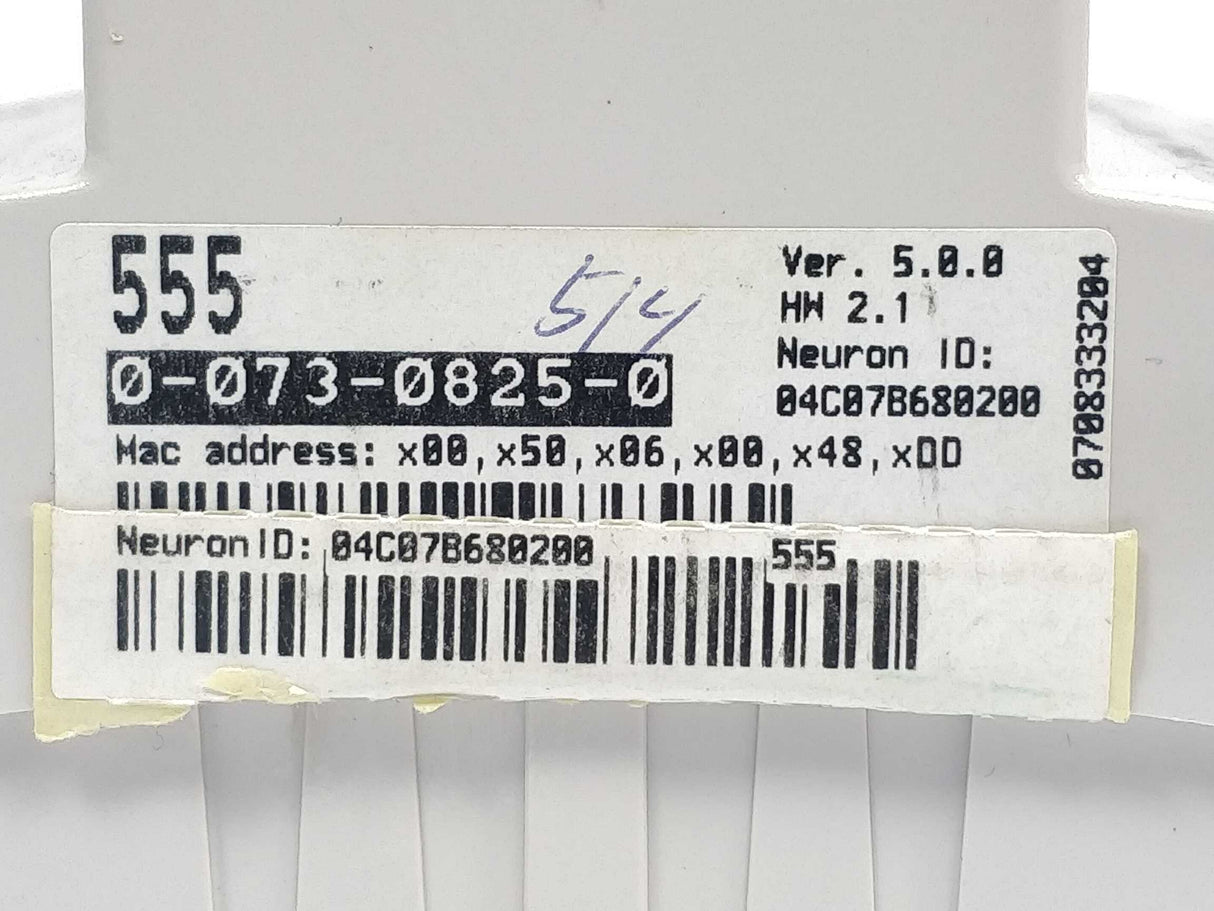 555
5/4
0-073-0825-0
Mac address: x00,x50,x06,x00,x48,xDD
Ver. 5.0.0
HW 2.1
Neuron ID:
04C07B680200
0708333204
NeuronID: 04C07B680200 555